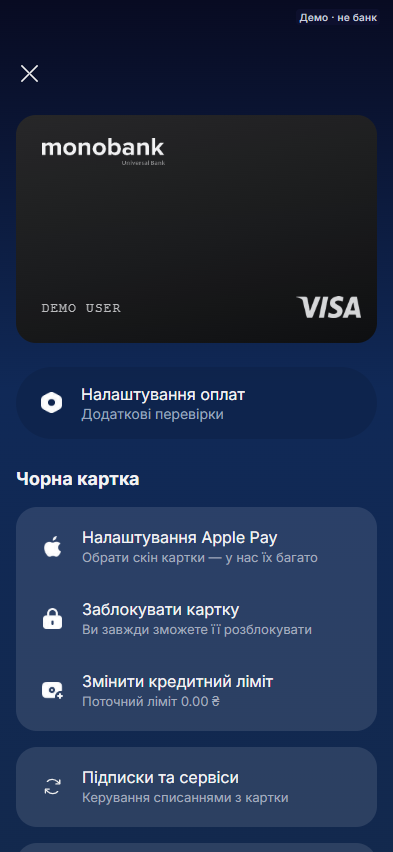 Демо · не банк
monobank
Universal Bank
DEMO USER
VISA
Налаштування оплат
Додаткові перевірки
Чорна картка
Налаштування Apple Pay
Обрати скін картки — у нас їх багато
Заблокувати картку
Ви завжди зможете її розблокувати
Змінити кредитний ліміт
Поточний ліміт 0.00 ₴
Підписки та сервіси
Керування списаннями з картки